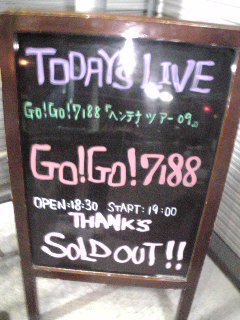 TODAYS LIVE
GO!GO!7188『ヘンテナツアー09。』
GO!GO!7188
OPEN:18:30 START:19:00
THANKS
SOLD OUT!!